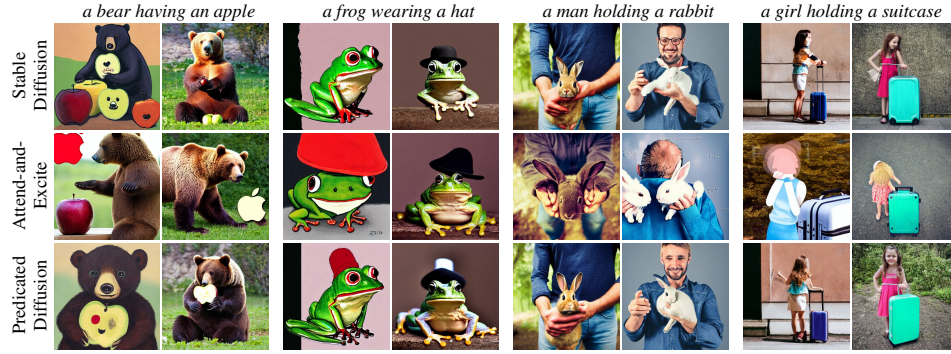 a bear having an apple
a frog wearing a hat
a man holding a rabbit
a girl holding a suitcase
Stable
Diffusion
Attend-and-
Excite
Predicated
Diffusion